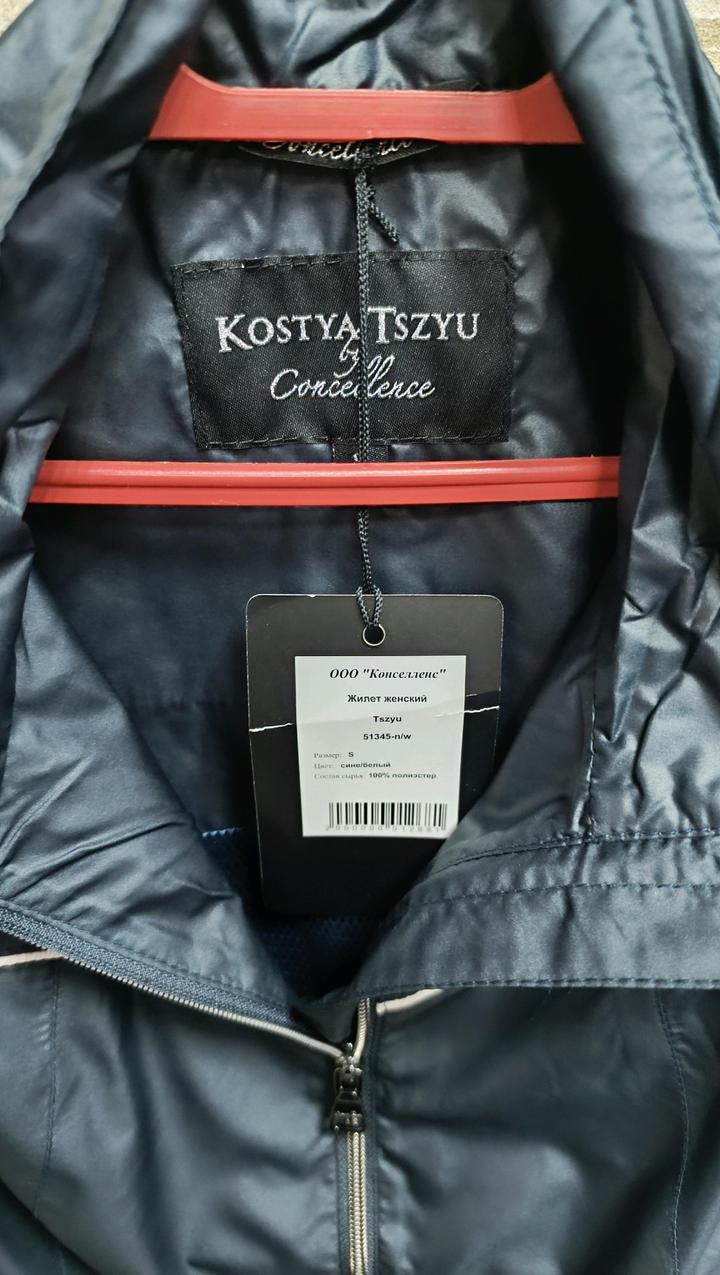 KOSTYA TSZYU
by
Concellence
ООО "Конселленс"
Жилет женский
Tszyu
51345-n/w
Размер: S
Цвет: сине/белый
Состав сырья: 100% полиэстер